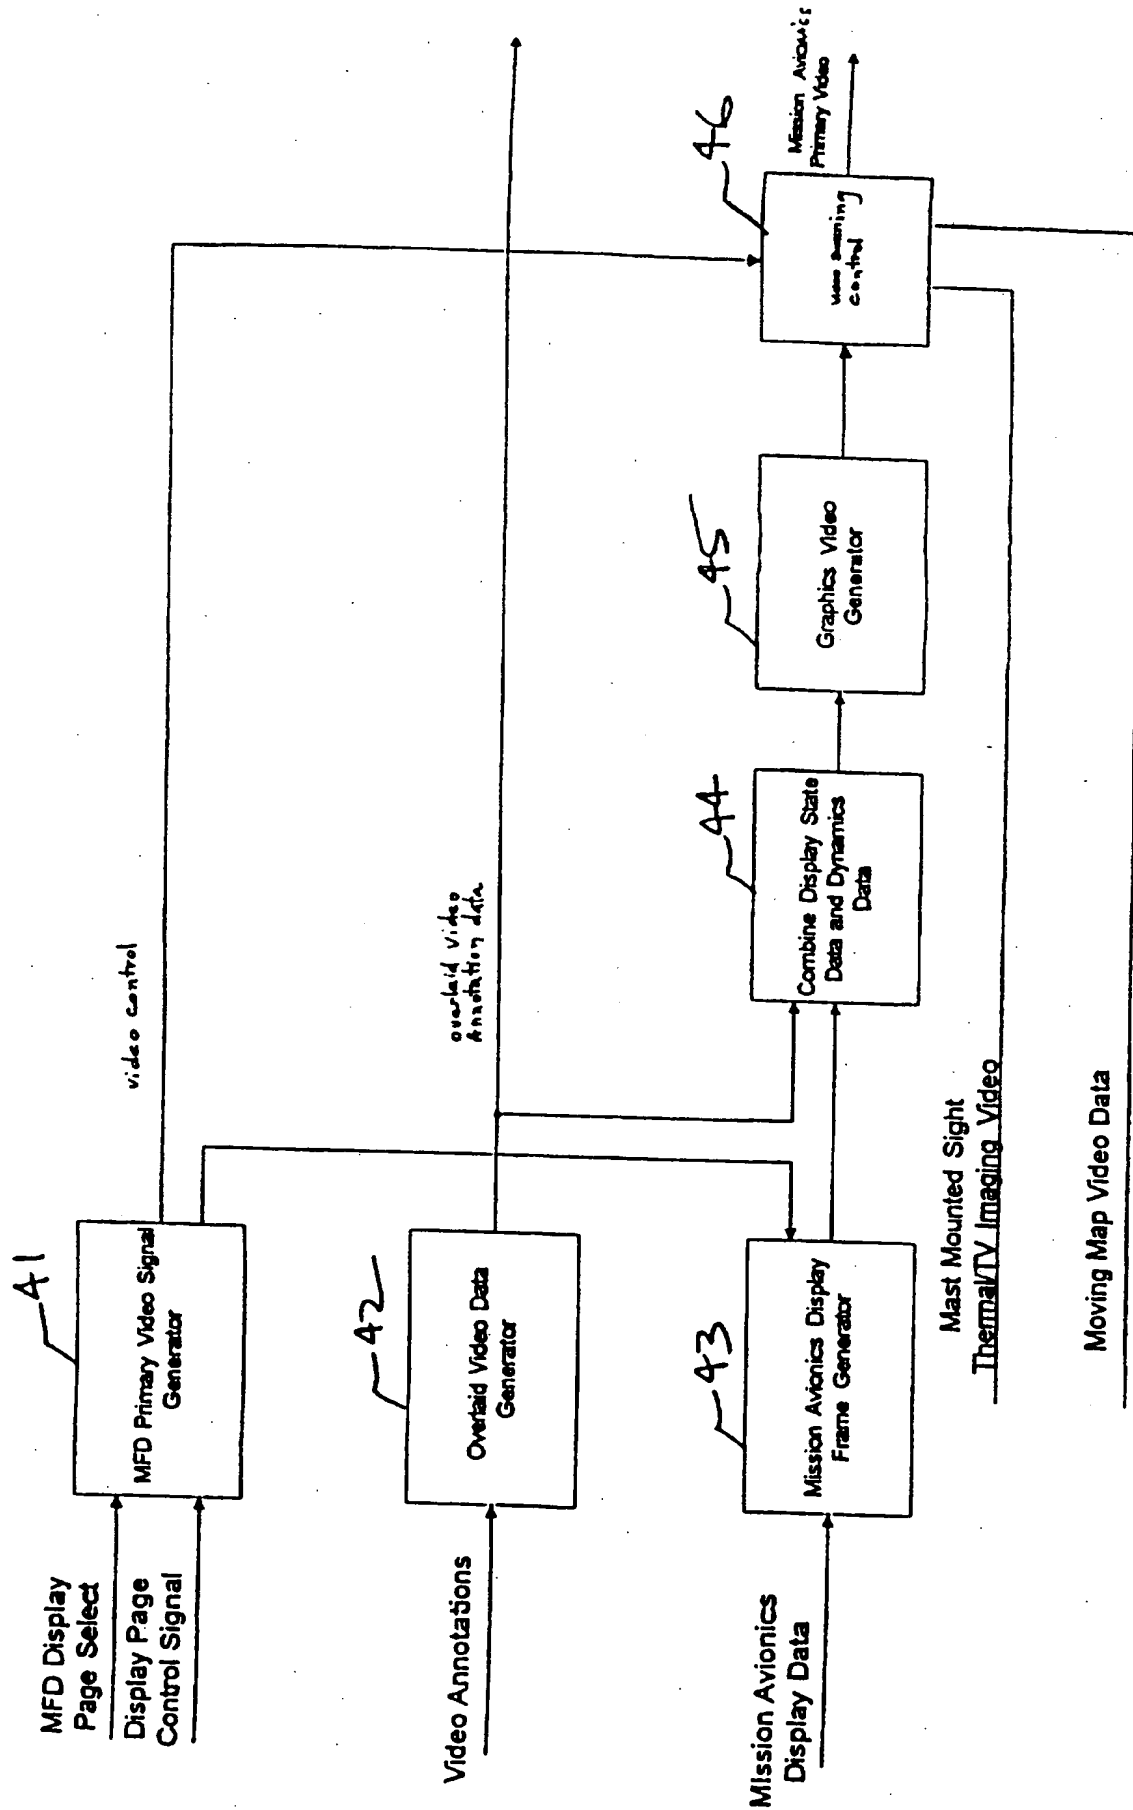 MFD Display
Page Select
Display Page
Control Signal
41
MFD Primary Video Signal
Generator
video control
Video Annotations
42
Overlaid Video Data
Generator
overlaid video
Annotation data
Mission Avionics
Display Data
43
Mission Avionics Display
Frame Generator
44
Combine Display State
Data and Dynamics
Data
45
Graphics Video
Generator
46
Video
control
Mission Avionics
Primary Video
Mast Mounted Sight
Thermal/TV Imaging Video
Moving Map Video Data